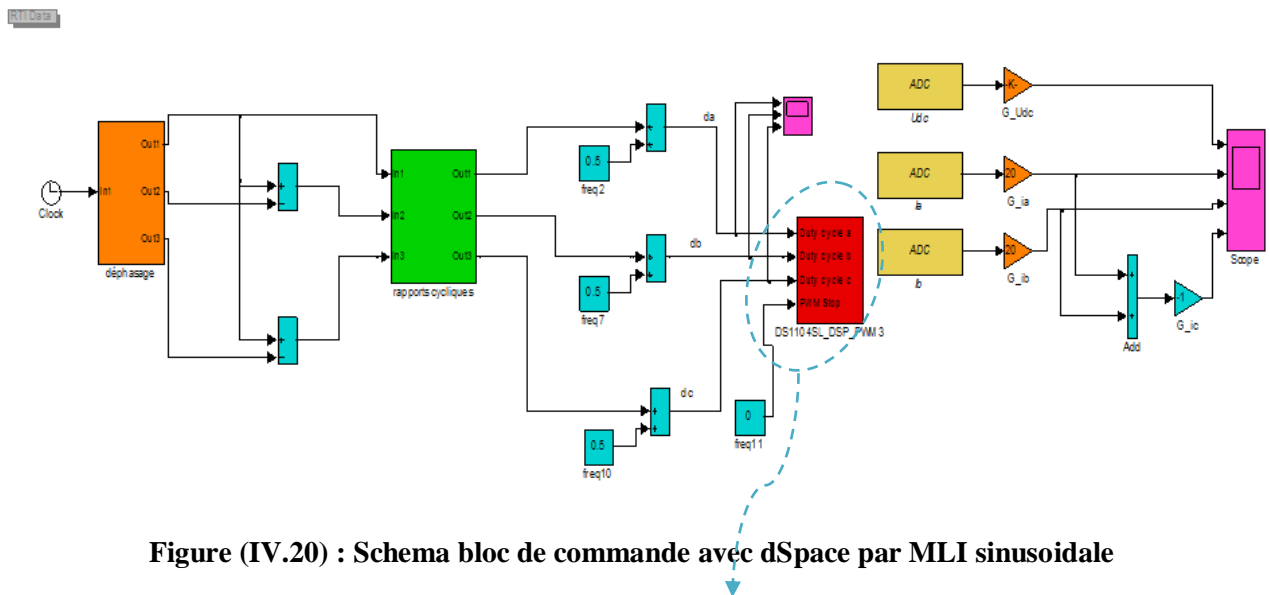 RTI Data
Clock
In1
Out1
Out2
Out3
déphasage
+
−
+
−
In1
In2
In3
Out1
Out2
Out3
rapports cycliques
0.5
freq2
+
+
da
0.5
freq7
+
+
db
0.5
freq10
+
+
dc
0
freq11
Duty cycle a
Duty cycle b
Duty cycle c
PWM Stop
DS1104SL_DSP_PWM3
ADC
Udc
-K-
G_Udc
ADC
Ia
20
G_ia
ADC
Ib
20
G_ib
+
+
Add
-1
G_ic
Scope
Figure (IV.20) : Schema bloc de commande avec dSpace par MLI sinusoidale